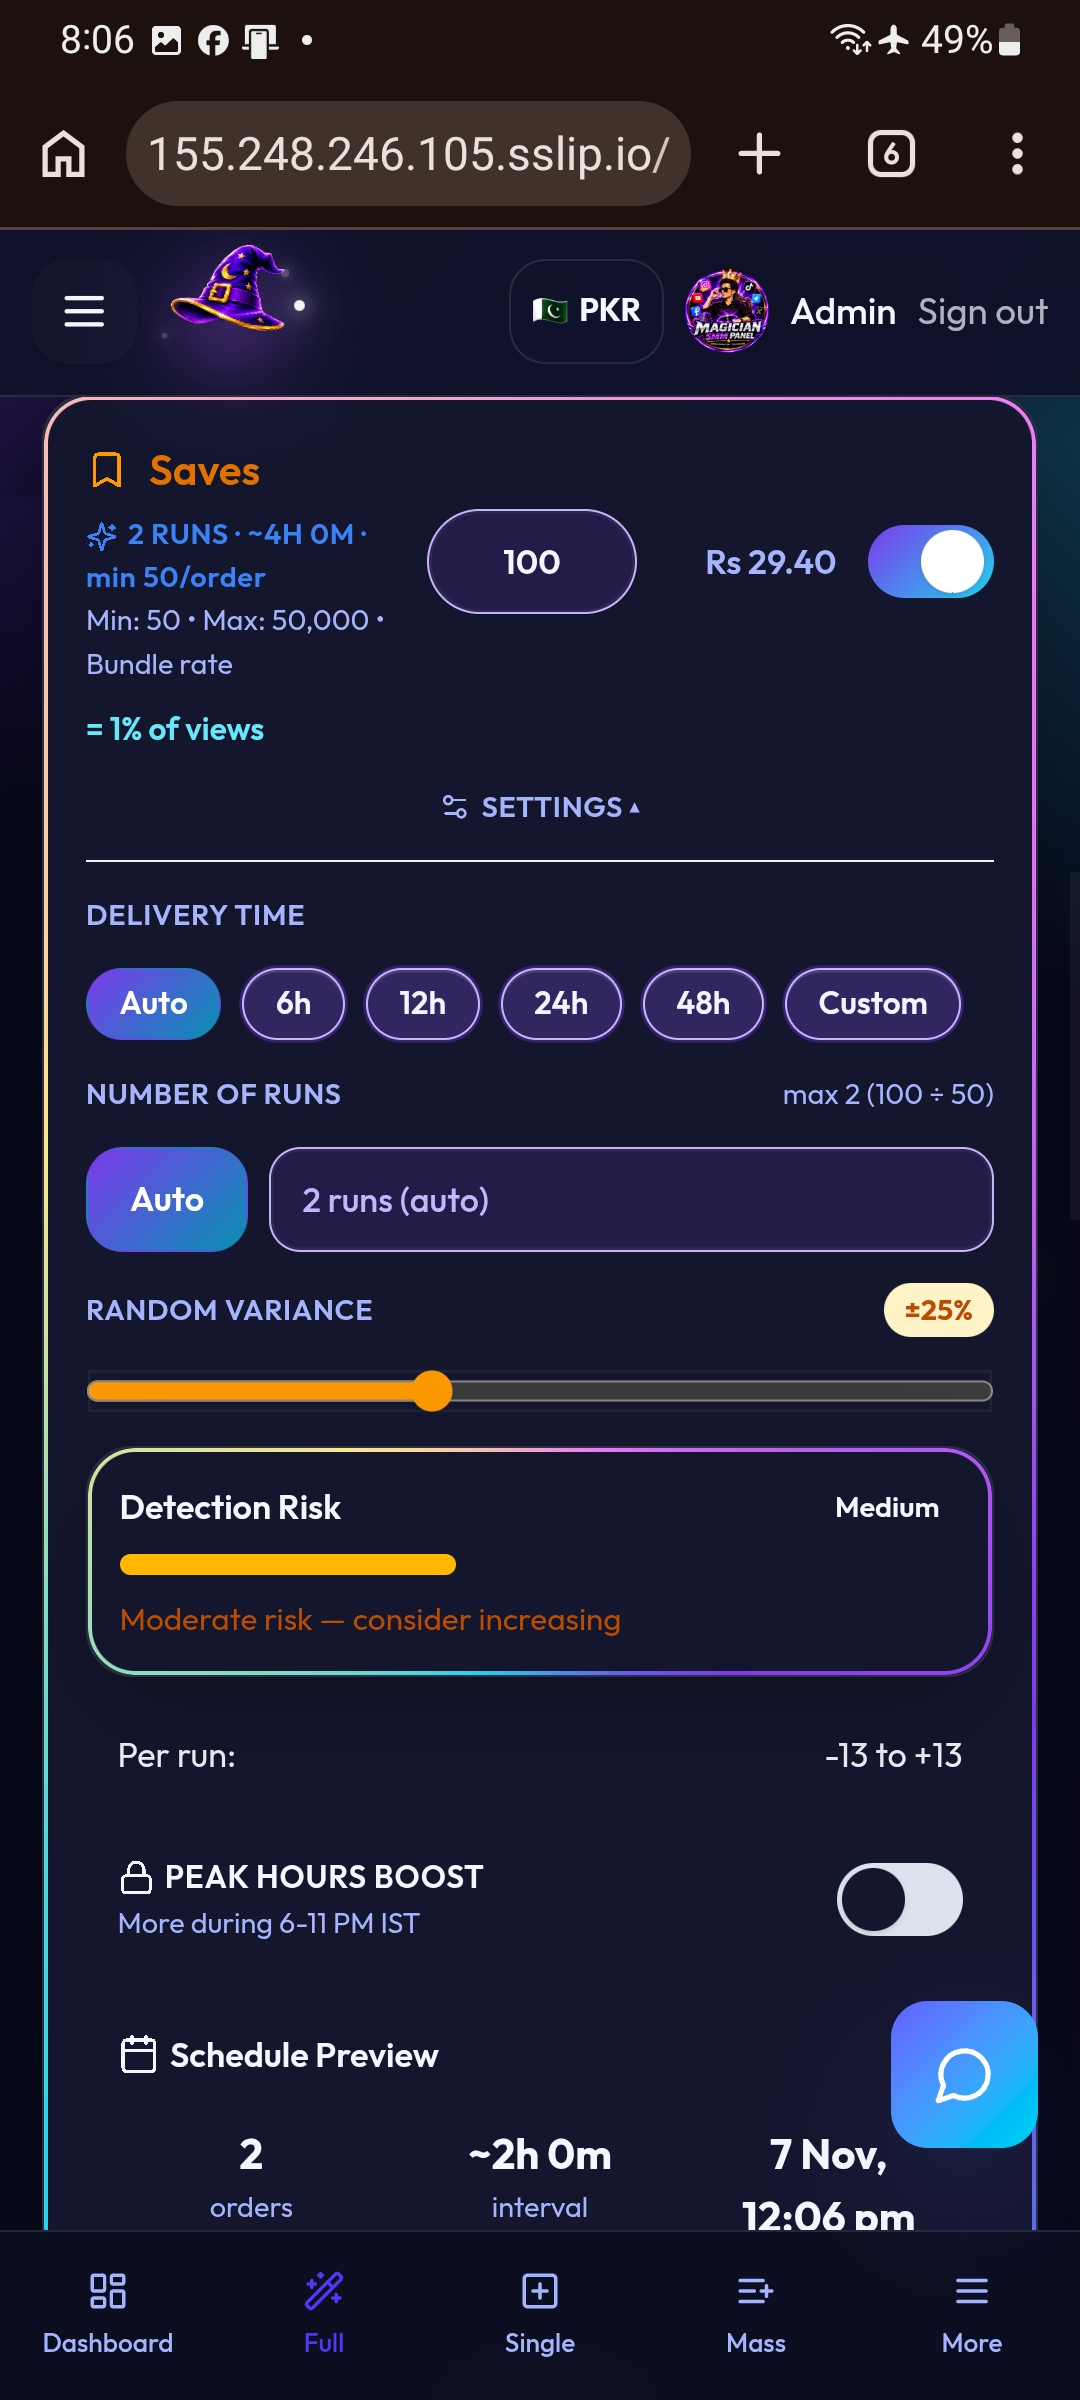 8:06
49%
155.248.246.105.sslip.io/
6
PKR
MAGICIAN
SMM PANEL
Admin
Sign out
Saves
2 RUNS · ~4H 0M ·
min 50/order
Min: 50 • Max: 50,000 •
Bundle rate
100
Rs 29.40
= 1% of views
SETTINGS ▴
DELIVERY TIME
Auto
6h
12h
24h
48h
Custom
NUMBER OF RUNS
max 2 (100 ÷ 50)
Auto
2 runs (auto)
RANDOM VARIANCE
±25%
Detection Risk
Medium
Moderate risk — consider increasing
Per run:
-13 to +13
PEAK HOURS BOOST
More during 6-11 PM IST
Schedule Preview
2
orders
~2h 0m
interval
7 Nov,
12:06 pm
Dashboard
Full
Single
Mass
More